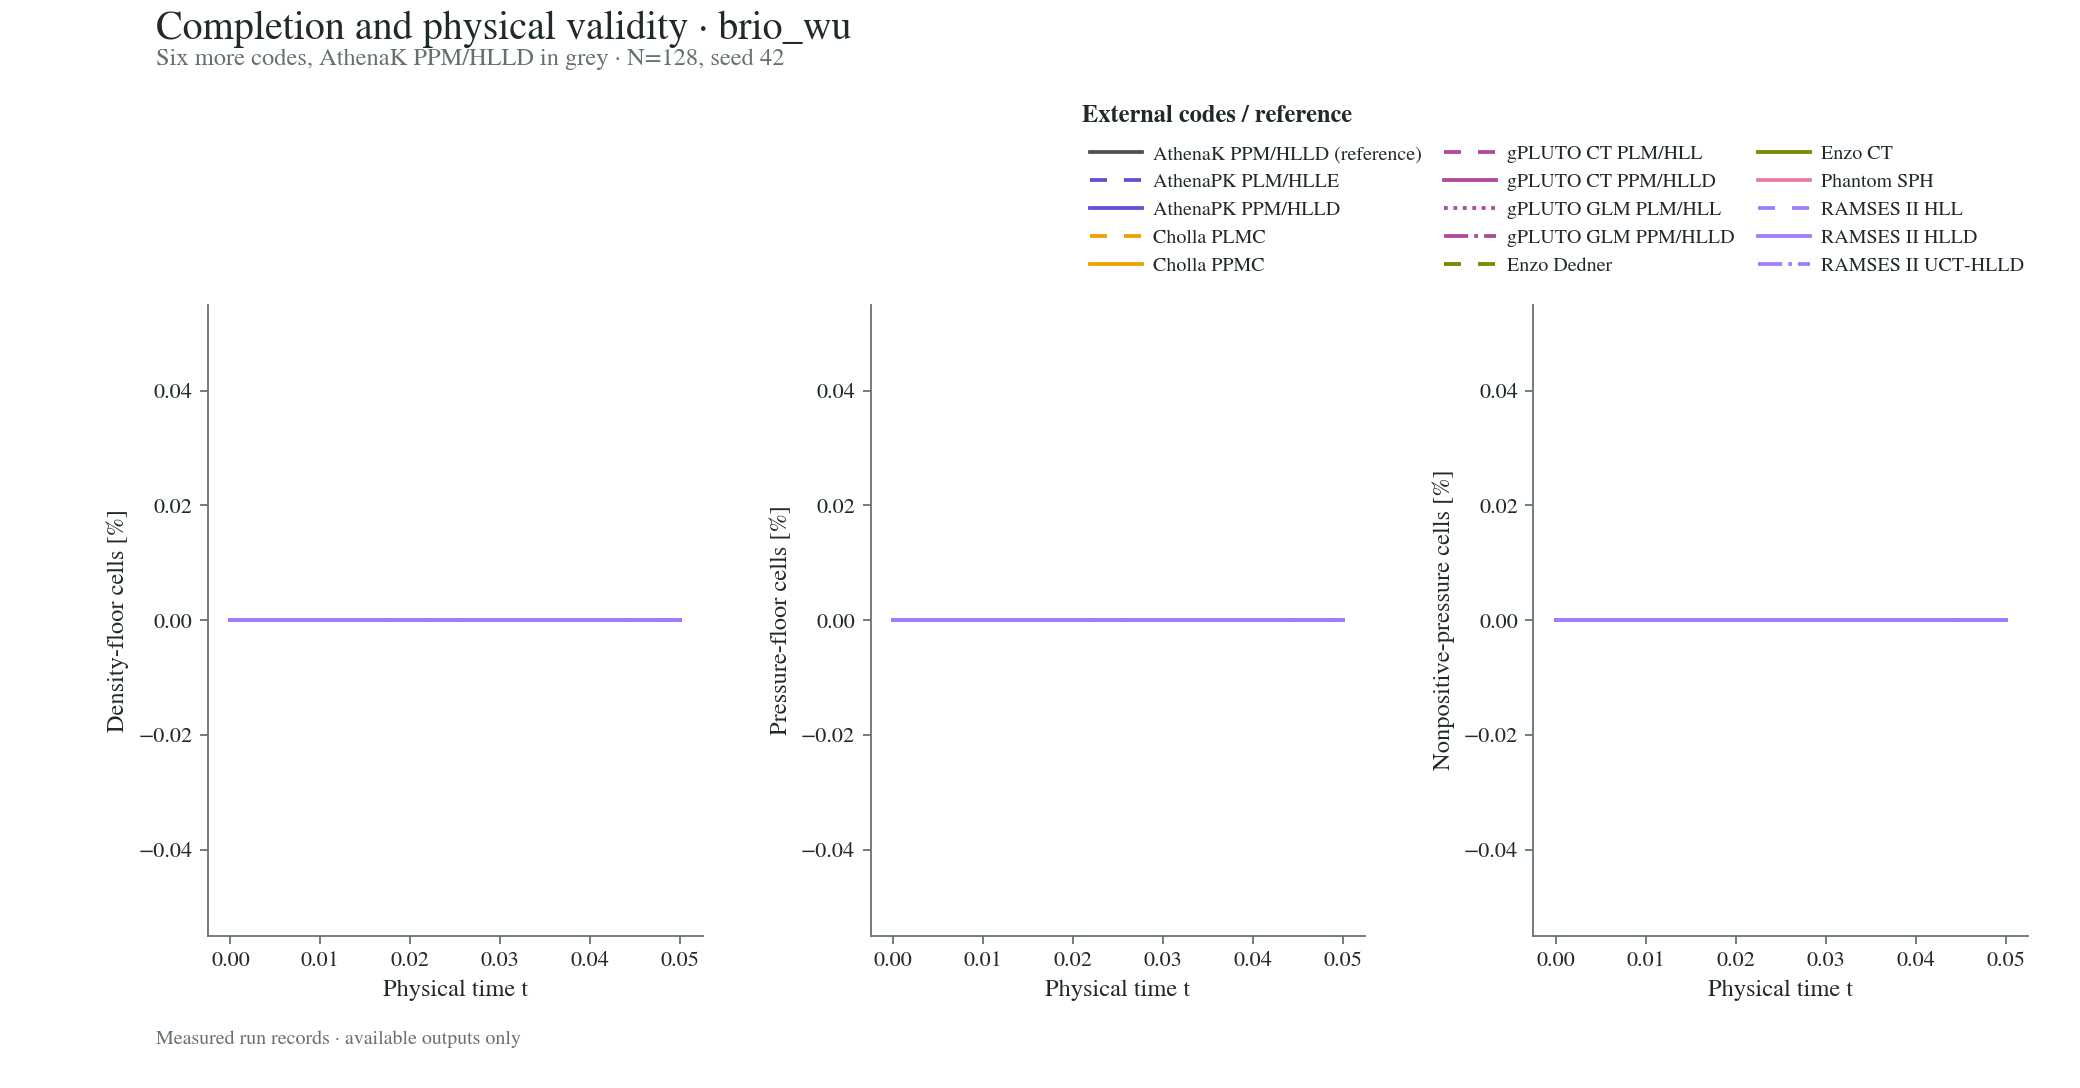 Completion and physical validity · brio_wu
Six more codes, AthenaK PPM/HLLD in grey · N=128, seed 42
External codes / reference
AthenaK PPM/HLLD (reference)
AthenaPK PLM/HLLE
AthenaPK PPM/HLLD
Cholla PLMC
Cholla PPMC
gPLUTO CT PLM/HLL
gPLUTO CT PPM/HLLD
gPLUTO GLM PLM/HLL
gPLUTO GLM PPM/HLLD
Enzo Dedner
Enzo CT
Phantom SPH
RAMSES II HLL
RAMSES II HLLD
RAMSES II UCT-HLLD
Density-floor cells [%]
0.04
0.02
0.00
−0.02
−0.04
0.00 0.01 0.02 0.03 0.04 0.05
Physical time t
Pressure-floor cells [%]
0.04
0.02
0.00
−0.02
−0.04
0.00 0.01 0.02 0.03 0.04 0.05
Physical time t
Nonpositive-pressure cells [%]
0.04
0.02
0.00
−0.02
−0.04
0.00 0.01 0.02 0.03 0.04 0.05
Physical time t
Measured run records · available outputs only